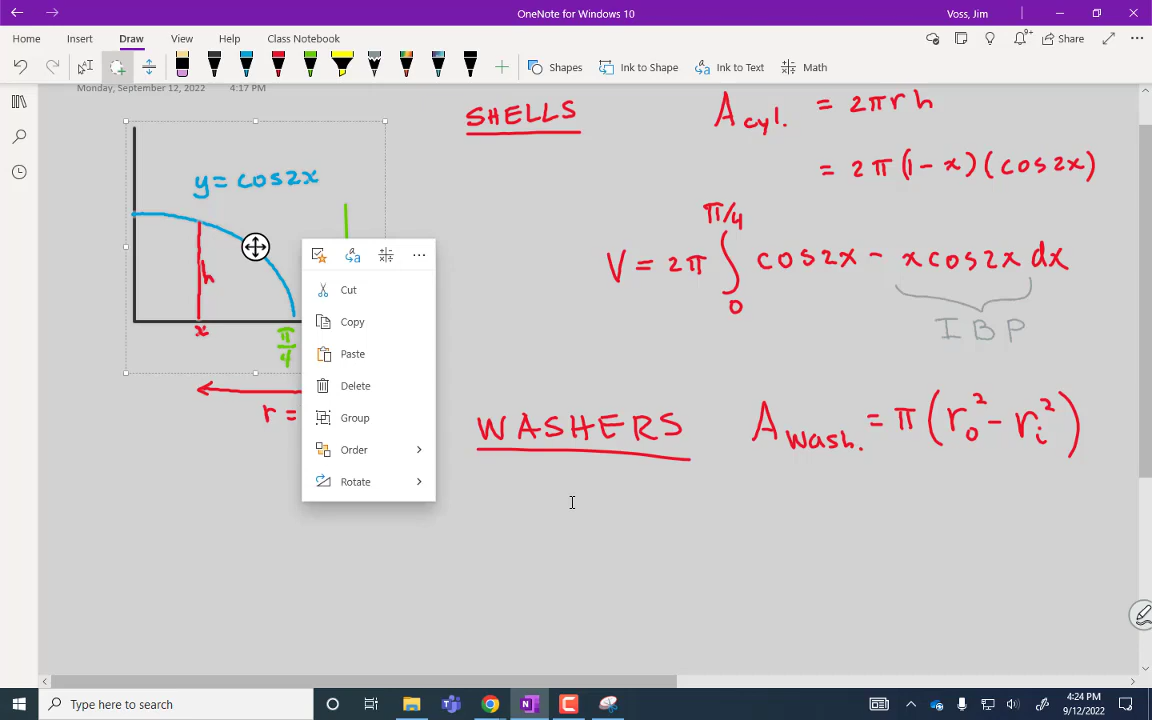 OneNote for Windows 10
Voss, Jim
Home Insert Draw View Help Class Notebook
9+ Share
Shapes Ink to Shape Ink to Text Math
Monday, September 12, 2022 4:17 PM
SHELLS
A cyl. = 2πrh
= 2π(1-x)(cos2x)
y = cos2x
h
x
π/4
r =
V = 2π ∫ cos2x - xcos2x dx
π/4
0
IBP
Cut
Copy
Paste
Delete
Group
Order
Rotate
WASHERS
A Wash. = π(r₀² - rᵢ²)
Type here to search
4:24 PM
9/12/2022